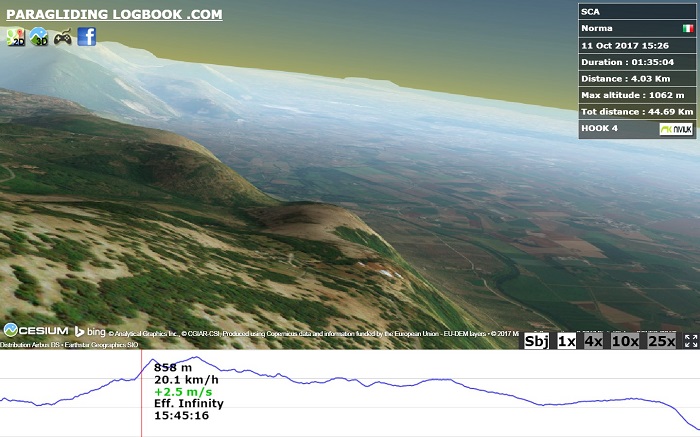 PARAGLIDING LOGBOOK .COM
2D 3D
SCA
Norma
11 Oct 2017 15:26
Duration : 01:35:04
Distance : 4.03 Km
Max altitude : 1062 m
Tot distance : 44.69 Km
HOOK 4 NIVIUK
CESIUM bing © Analytical Graphics Inc., © CGIAR-CSI, Produced using Copernicus data and information funded by the European Union - EU-DEM layers • © 2017
Distribution Airbus DS • Earthstar Geographics SIO
Sbj 1x 4x 10x 25x
858 m
20.1 km/h
+2.5 m/s
Eff. Infinity
15:45:16